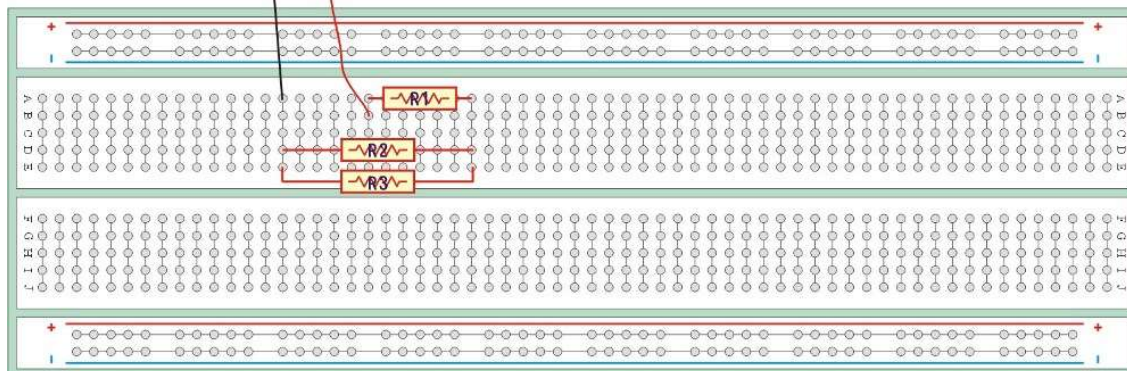 + +
- -
A A
B B
C C
D D
E E
R1
R2
R3
F F
G G
H H
I I
J J
+ +
- -